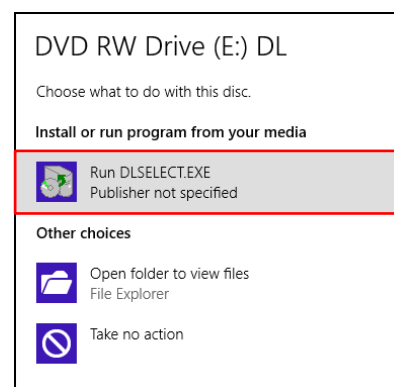 DVD RW Drive (E:) DL
Choose what to do with this disc.
Install or run program from your media
Run DLSELECT.EXE
Publisher not specified
Other choices
Open folder to view files
File Explorer
Take no action